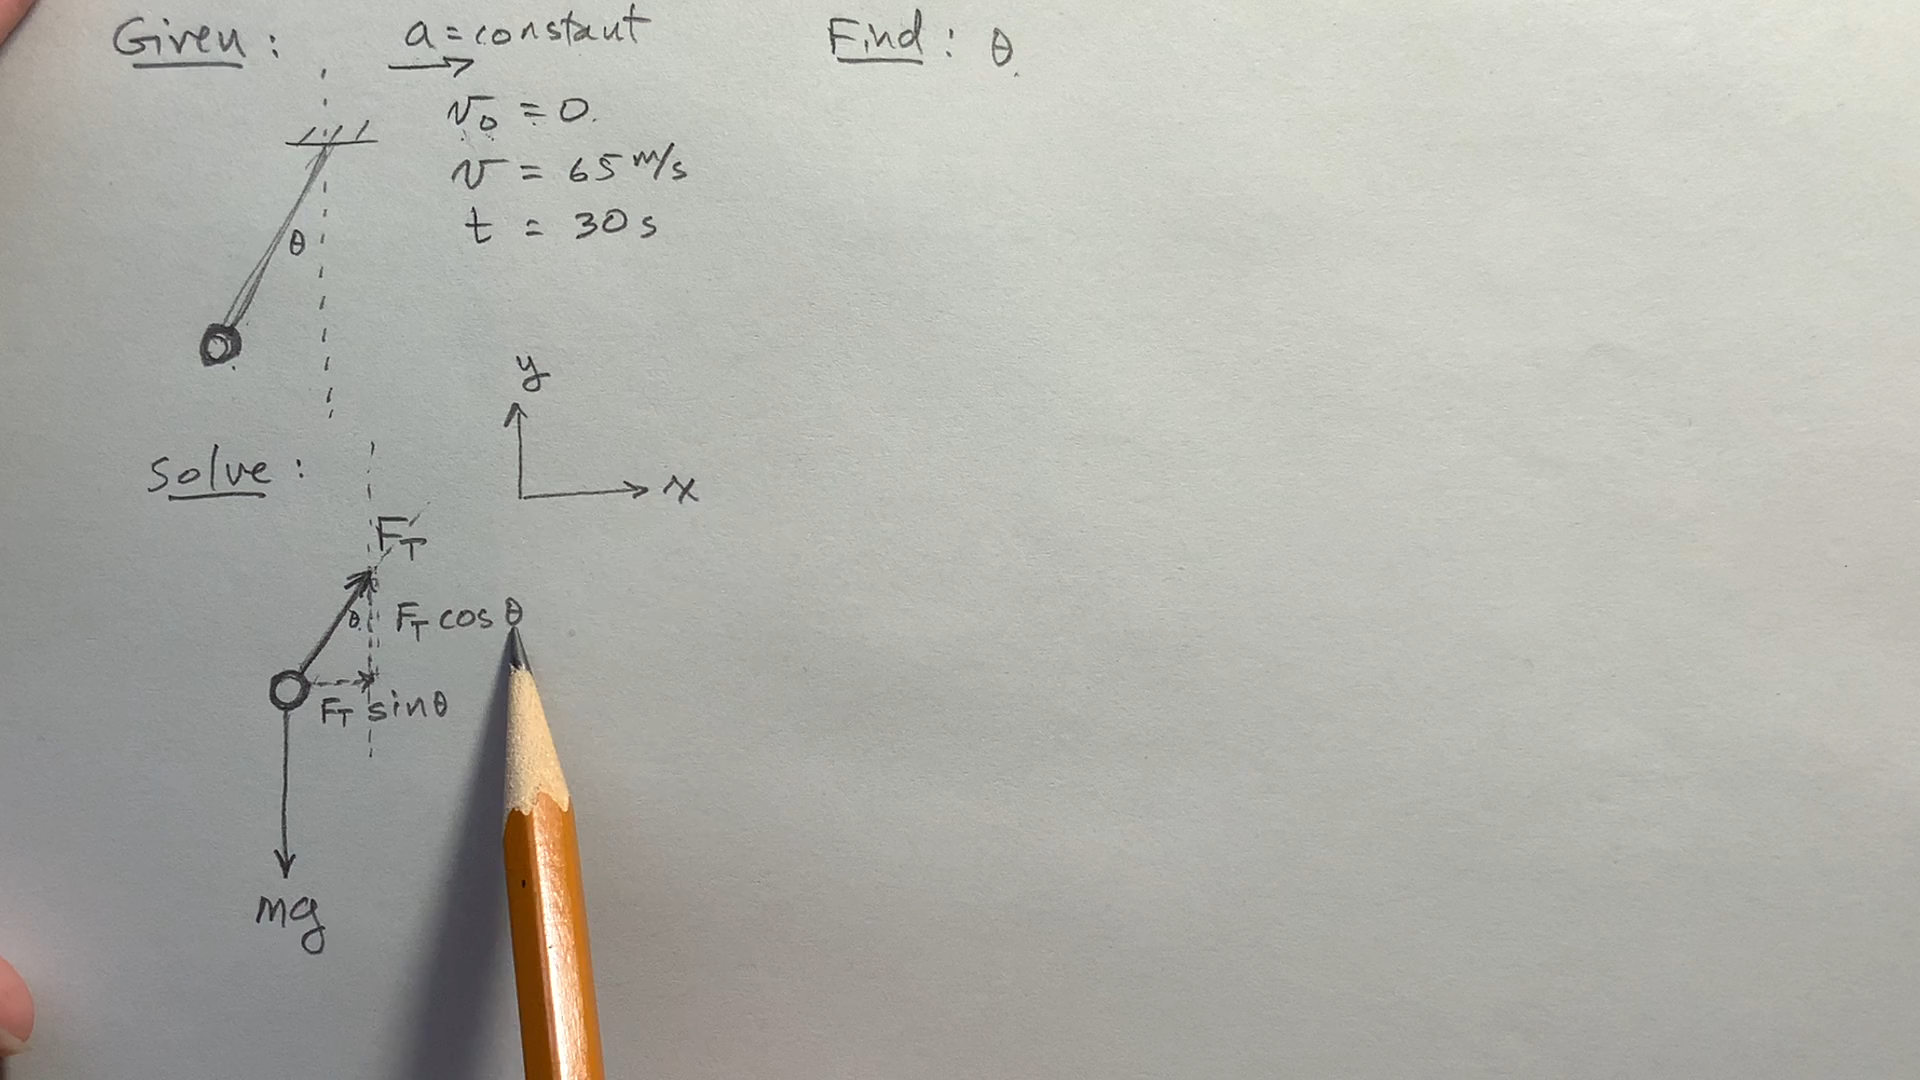 Given :
a = constant
v₀ = 0.
v = 65 m/s
t = 30 s
θ
Find : θ.
y
x
Solve :
F_T
θ
F_T cos θ
F_T sin θ
mg